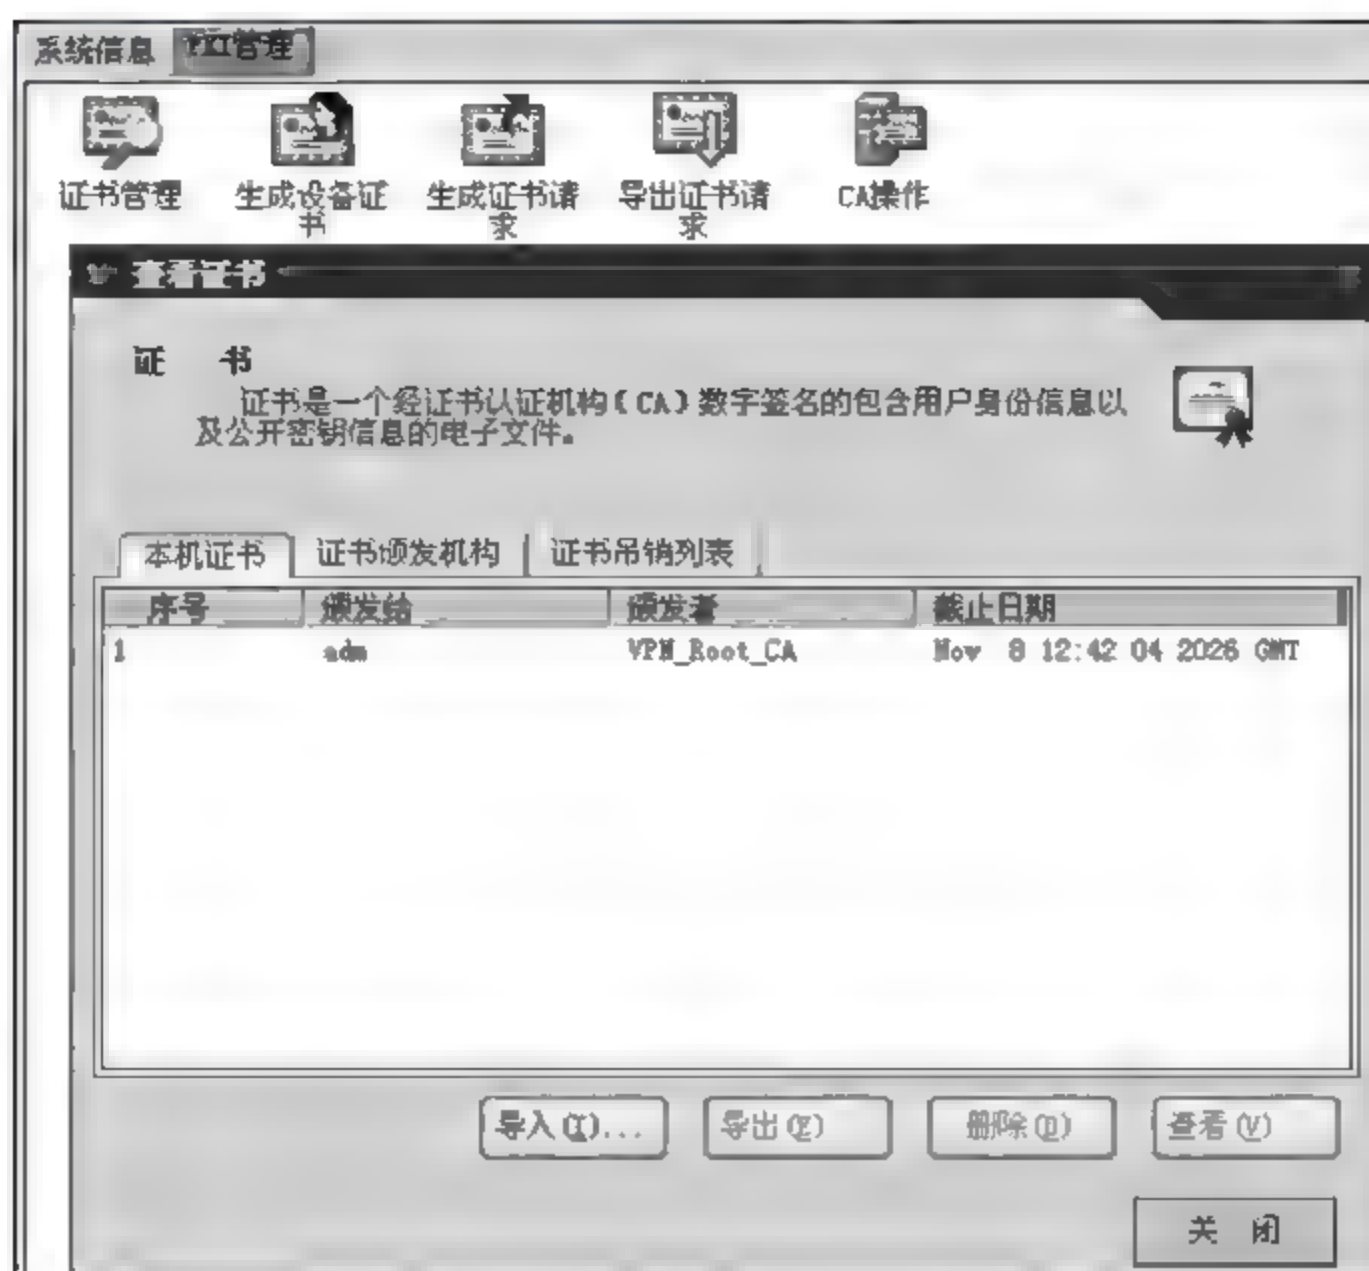 系统信息 PKI管理
证书管理 生成设备证书 生成证书请求 导出证书请求 CA操作
查看证书
证 书
证书是一个经证书认证机构(CA)数字签名的包含用户身份信息以
及公开密钥信息的电子文件。
本机证书 证书颁发机构 证书吊销列表
序号 颁发给 颁发者 截止日期
1 adm VPN_Root_CA Nov 8 12:42 04 2026 GMT
导入(I)... 导出(E) 删除(D) 查看(V)
关 闭